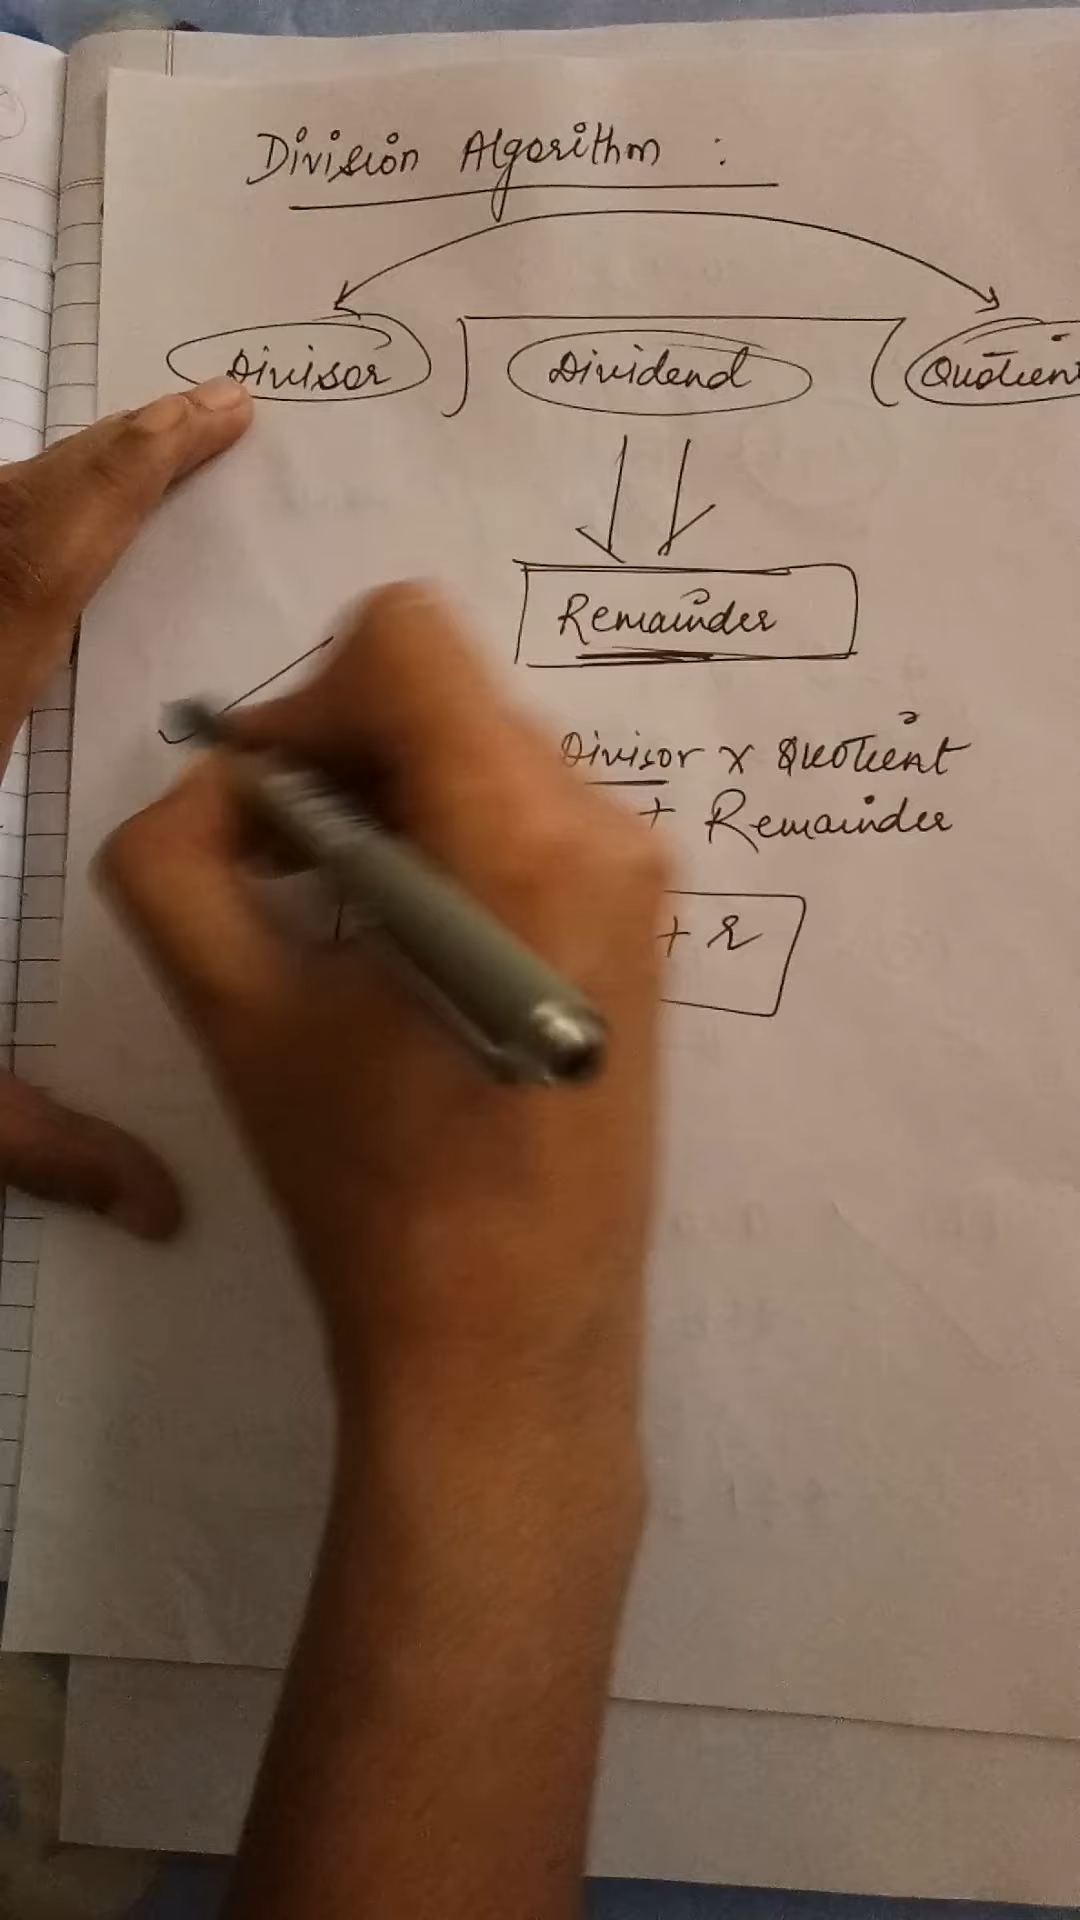 Division Algorithm :
Divisor ) Dividend ( Quotient
Remainder
Divisor x Quotient
+ Remainder
+ r